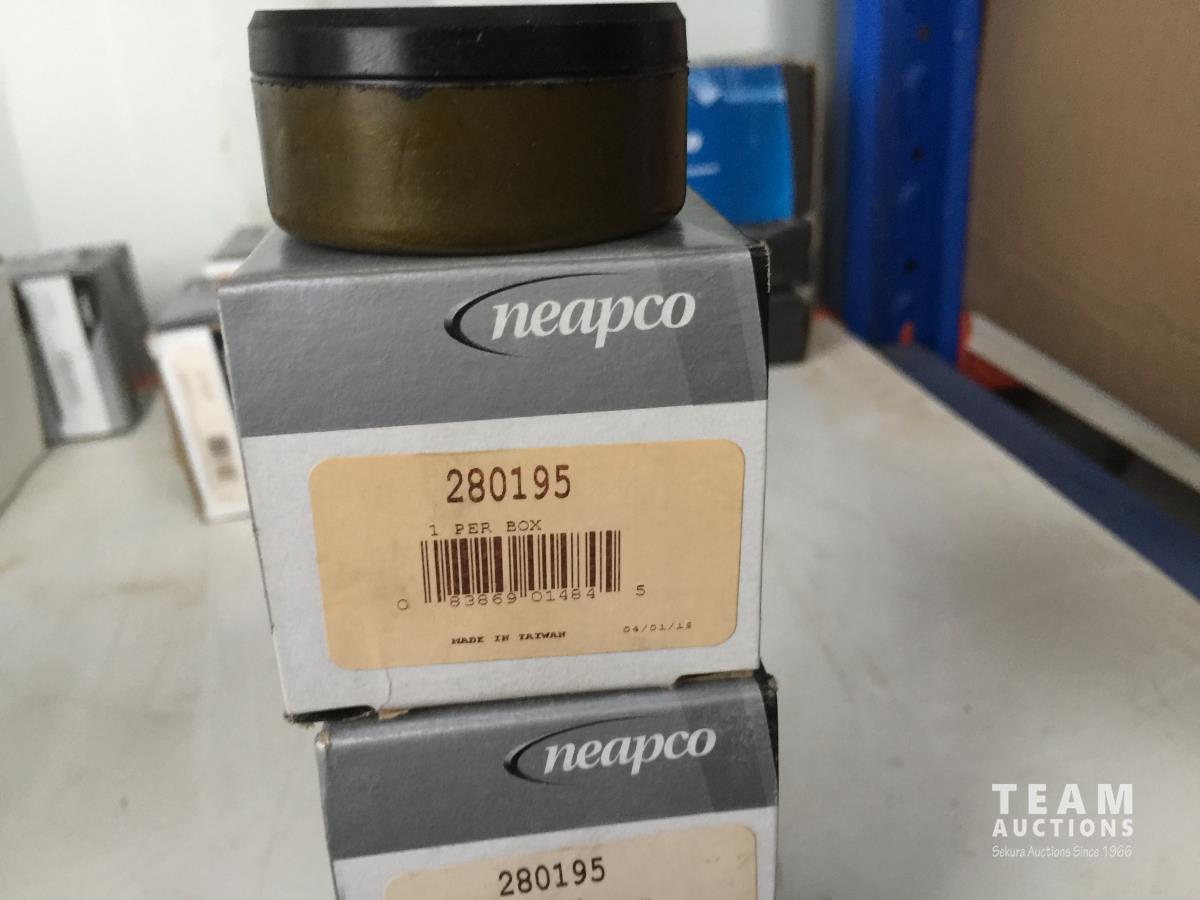 neapco
280195
1 PER BOX
0 83869 01484 5
MADE IN TAIWAN
neapco
280195
TEAM
AUCTIONS
Sekura Auctions Since 1966